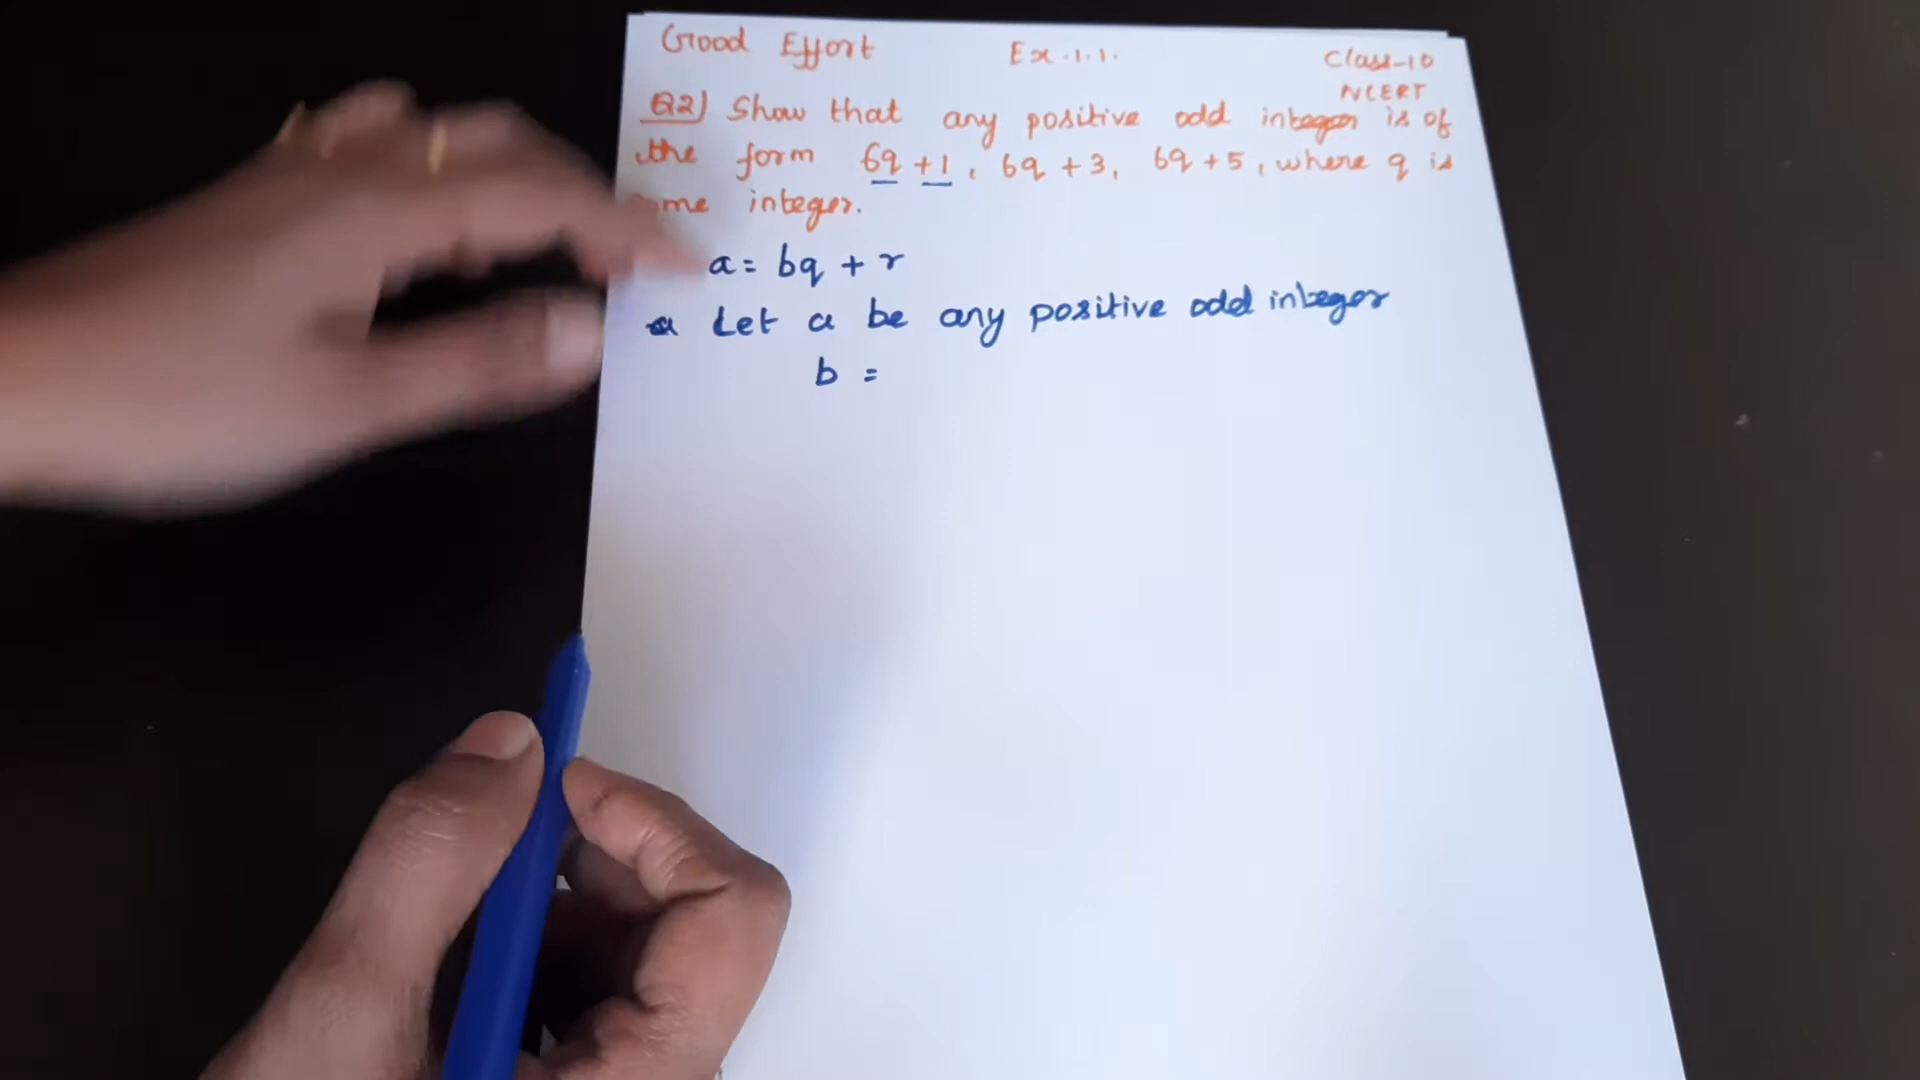 Good Effort Ex.1.1. Class-10
NCERT
Q2) Show that any positive odd integer is of
the form 6q +1, 6q +3, 6q +5, where q is
some integer.
a= bq + r
Let a be any positive odd integer
b =